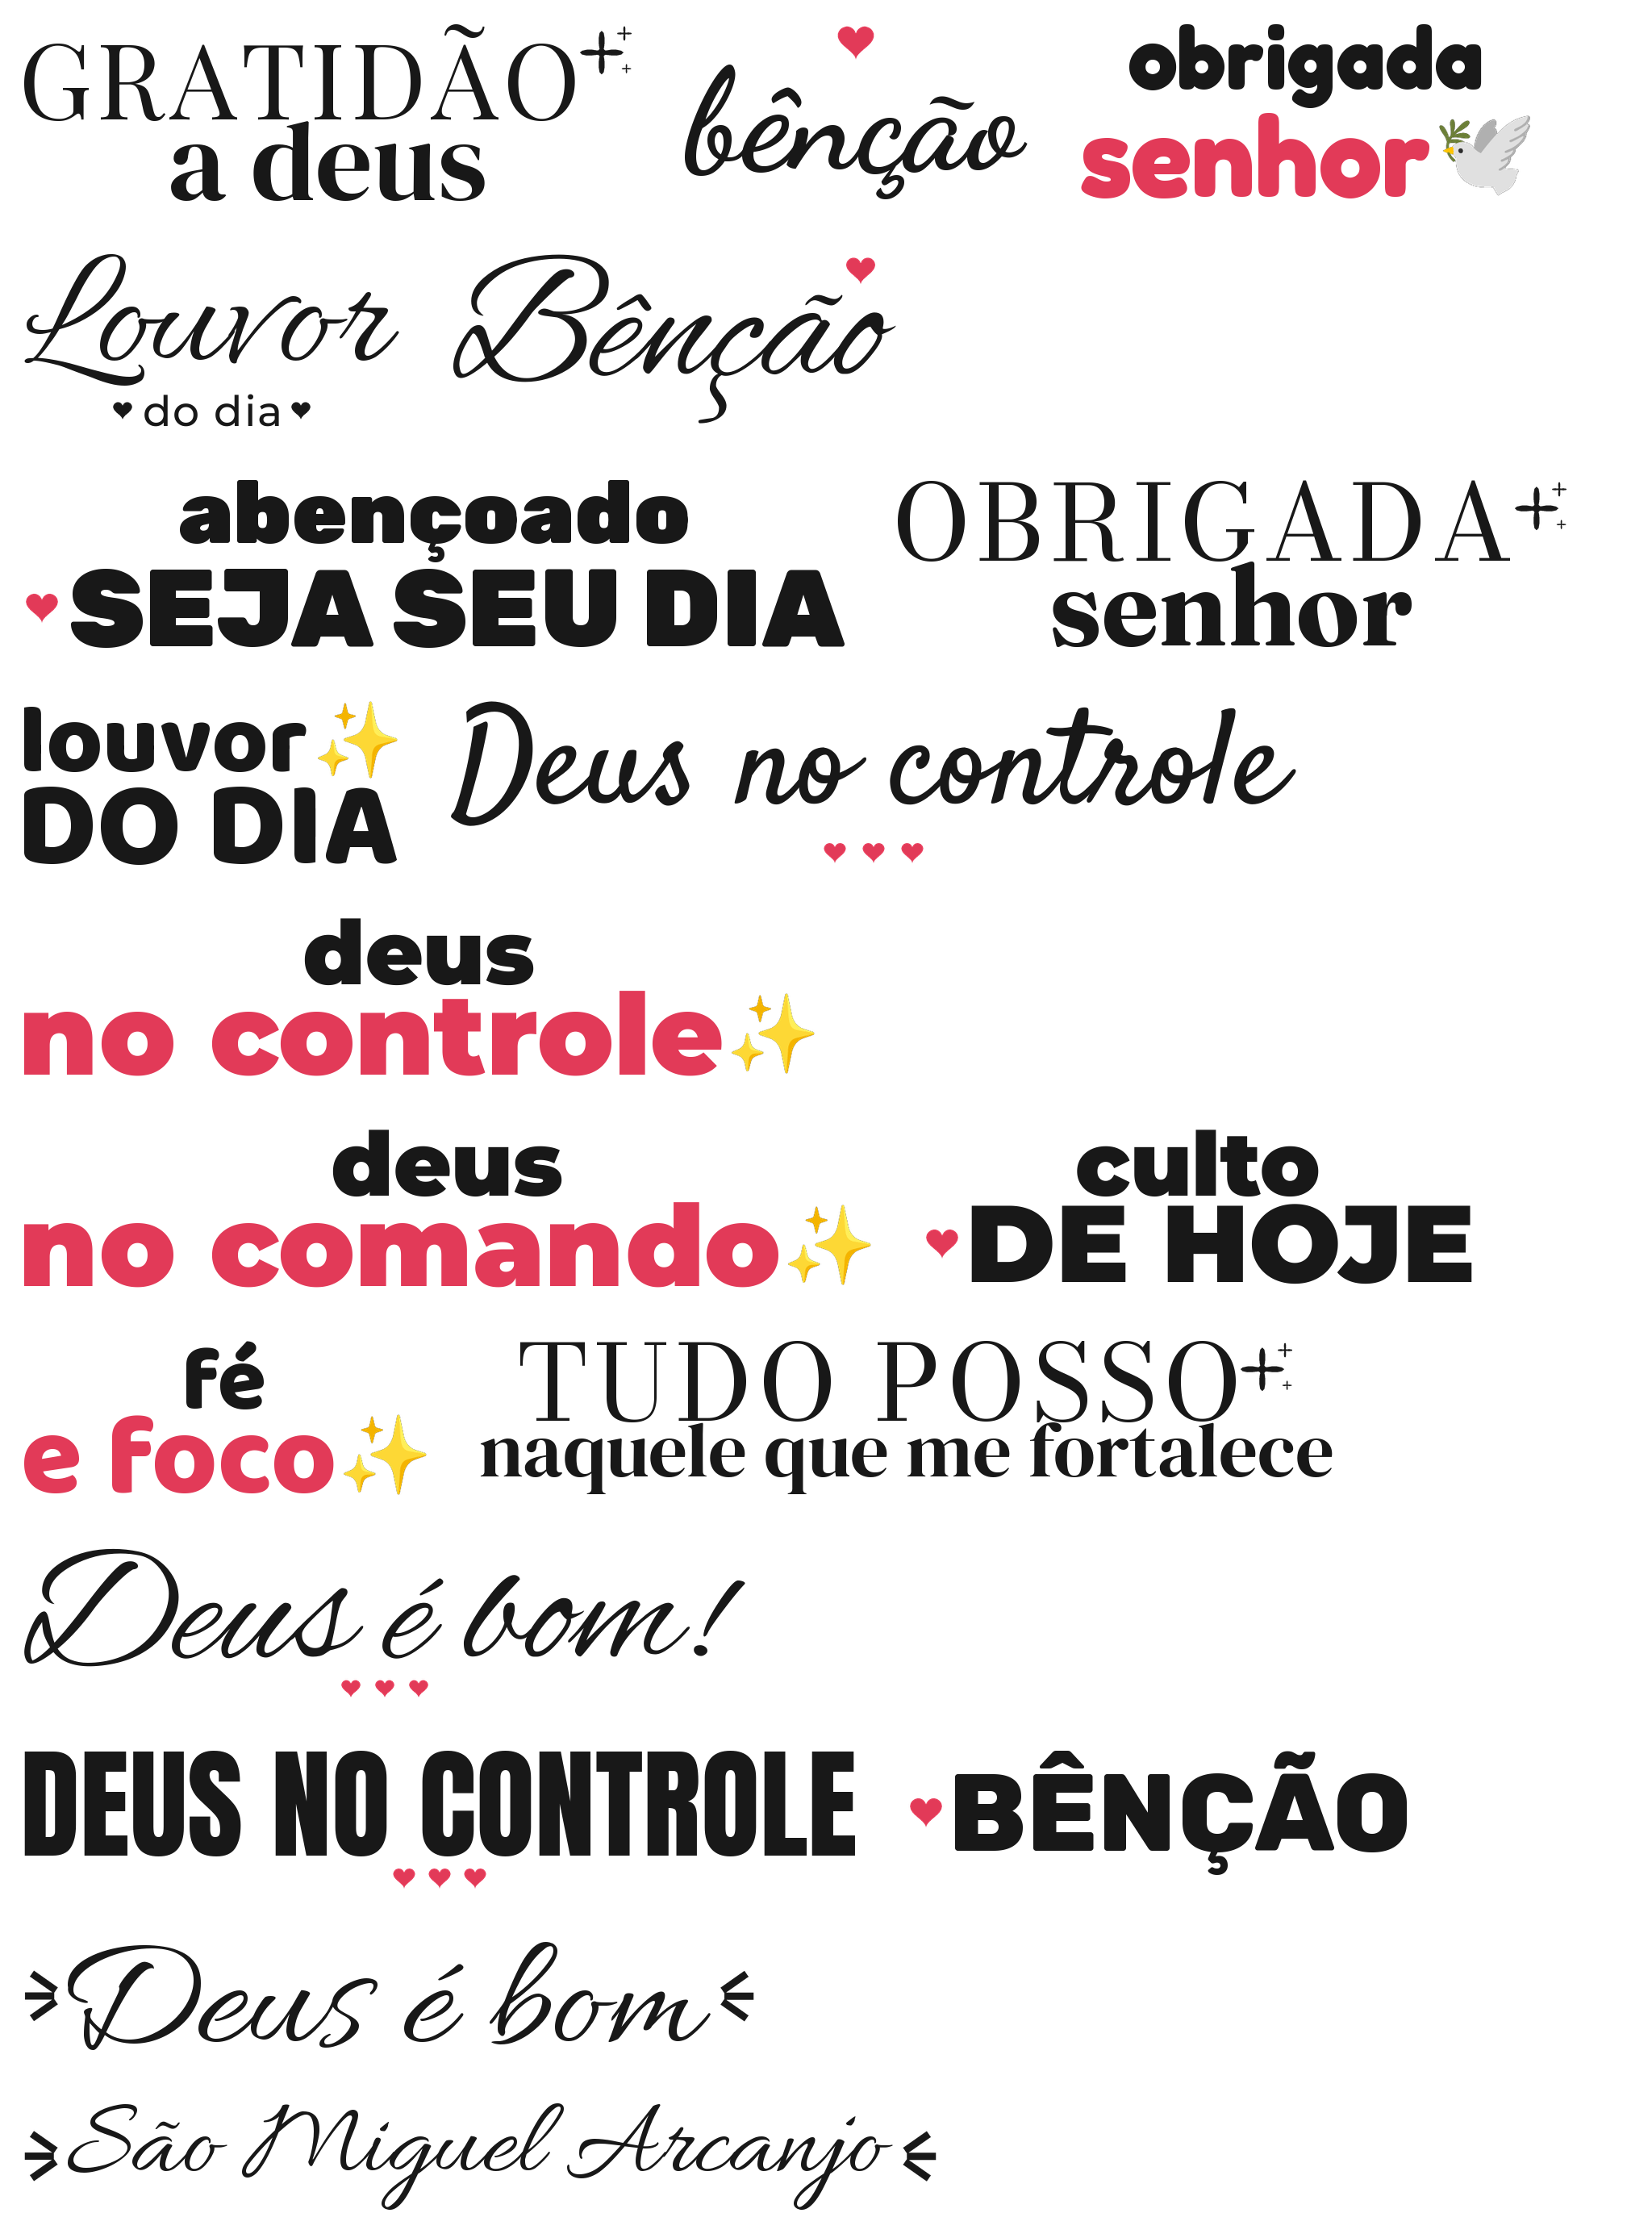 GRATIDÃO
a deus
bênção
obrigada
senhor
Louvor
do dia
Bênção
abençoado
SEJA SEU DIA
OBRIGADA
senhor
louvor
DO DIA
Deus no controle
deus
no controle
deus
no comando
culto
DE HOJE
fé
e foco
TUDO POSSO
naquele que me fortalece
Deus é bom!
DEUS NO CONTROLE
BÊNÇÃO
Deus é bom
São Miguel Arcanjo